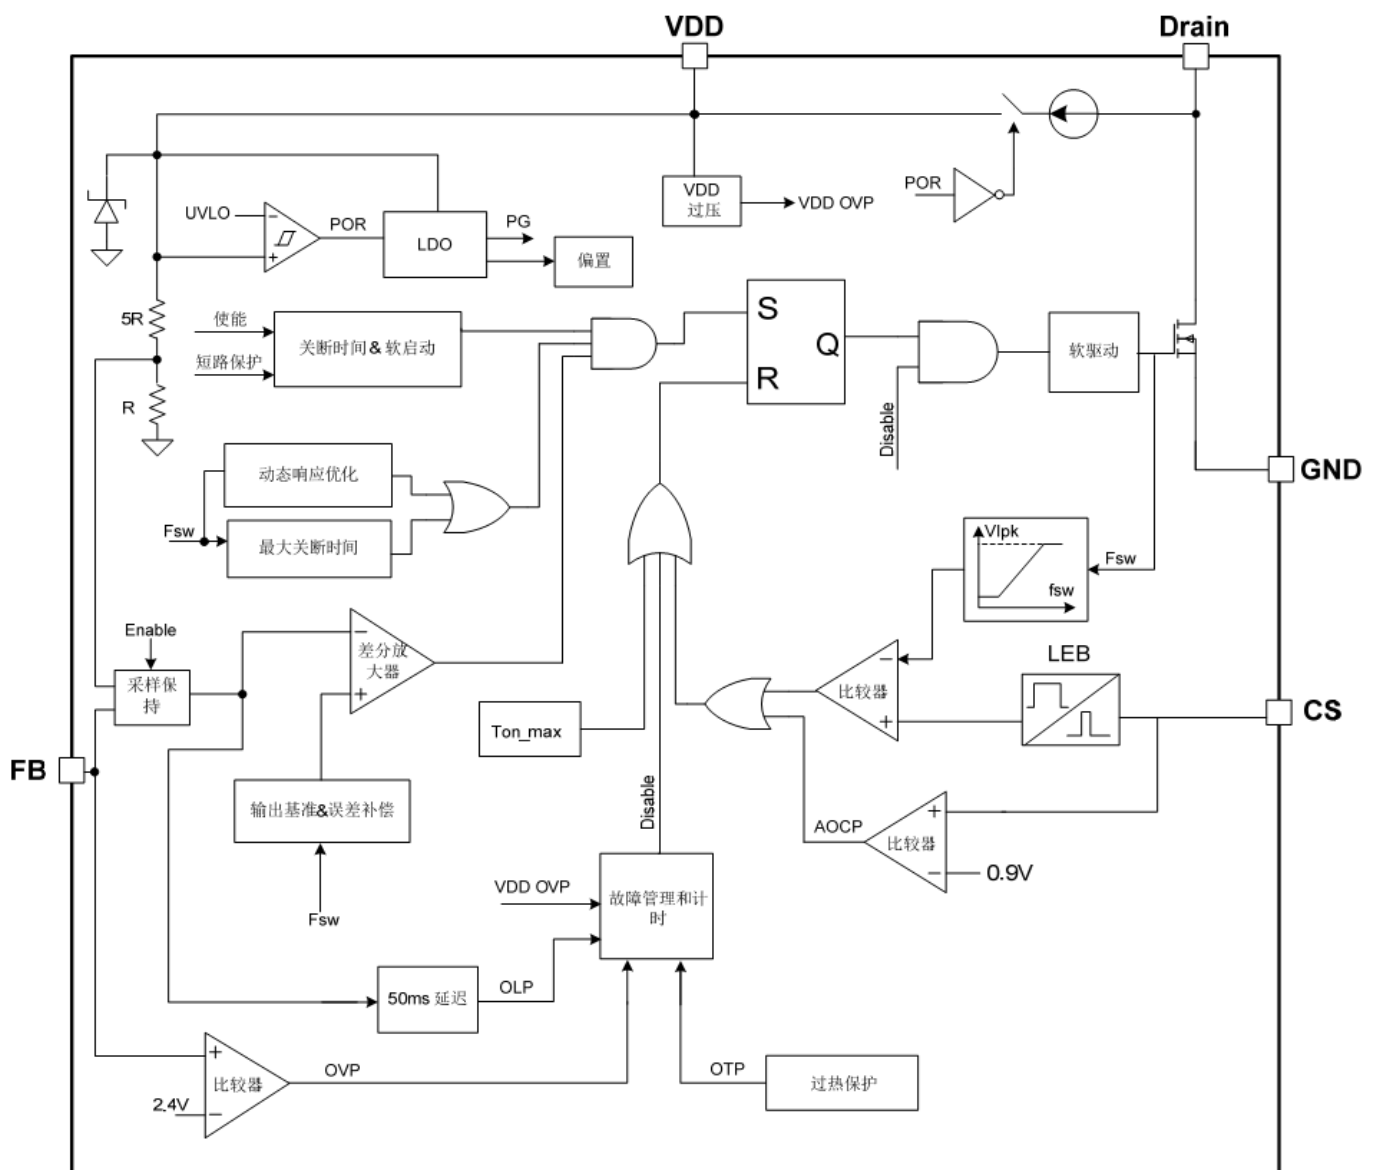 VDD
Drain
POR
VDD
过压
VDD OVP
UVLO
−
+
POR
LDO
PG
偏置
5R
R
使能
短路保护
关断时间&软启动
S
R
Q
Disable
软驱动
GND
动态响应优化
Fsw
最大关断时间
VIpk
fsw
Fsw
Enable
采样保
持
−
差分放
大器
+
LEB
−
比较器
+
CS
Ton_max
FB
输出基准&误差补偿
Fsw
Disable
AOCP
+
比较器
−
0.9V
VDD OVP
故障管理和计
时
50ms 延迟
OLP
+
比较器
2.4V
−
OVP
OTP
过热保护